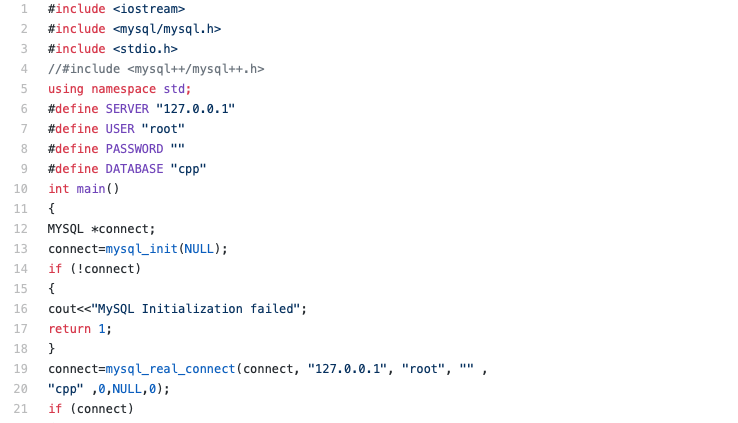 1 #include <iostream>
2 #include <mysql/mysql.h>
3 #include <stdio.h>
4 //#include <mysql++/mysql++.h>
5 using namespace std;
6 #define SERVER "127.0.0.1"
7 #define USER "root"
8 #define PASSWORD ""
9 #define DATABASE "cpp"
10 int main()
11 {
12 MYSQL *connect;
13 connect=mysql_init(NULL);
14 if (!connect)
15 {
16 cout<<"MySQL Initialization failed";
17 return 1;
18 }
19 connect=mysql_real_connect(connect, "127.0.0.1", "root", "" ,
20 "cpp" ,0,NULL,0);
21 if (connect)